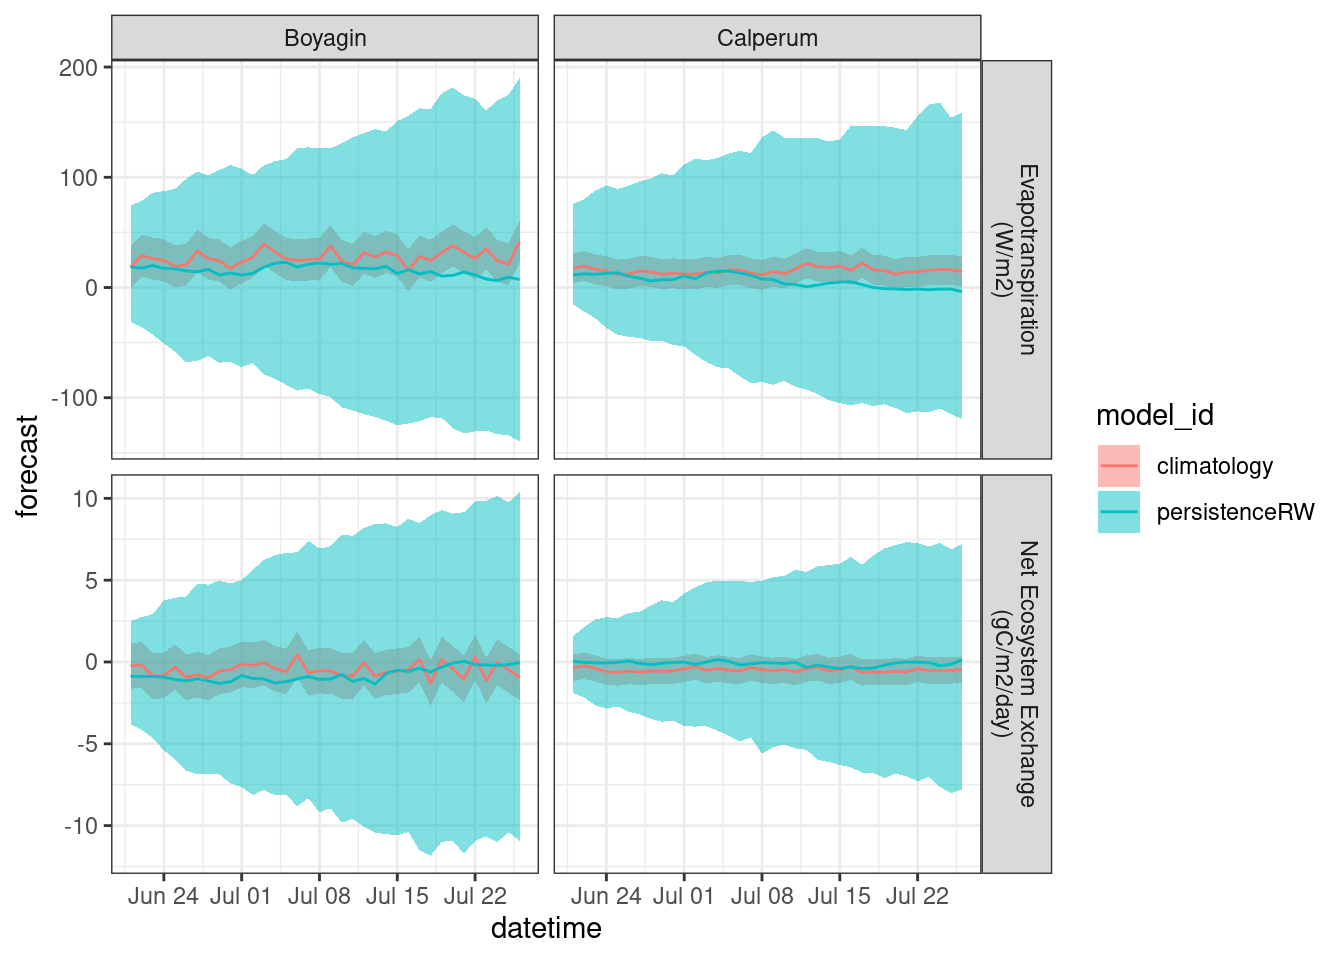 Boyagin
Calperum
200
100
0
-100
Evapotranspiration
(W/m2)
10
5
0
-5
-10
Net Ecosystem Exchange
(gC/m2/day)
Jun 24 Jul 01 Jul 08 Jul 15 Jul 22
Jun 24 Jul 01 Jul 08 Jul 15 Jul 22
datetime
forecast
model_id
climatology
persistenceRW